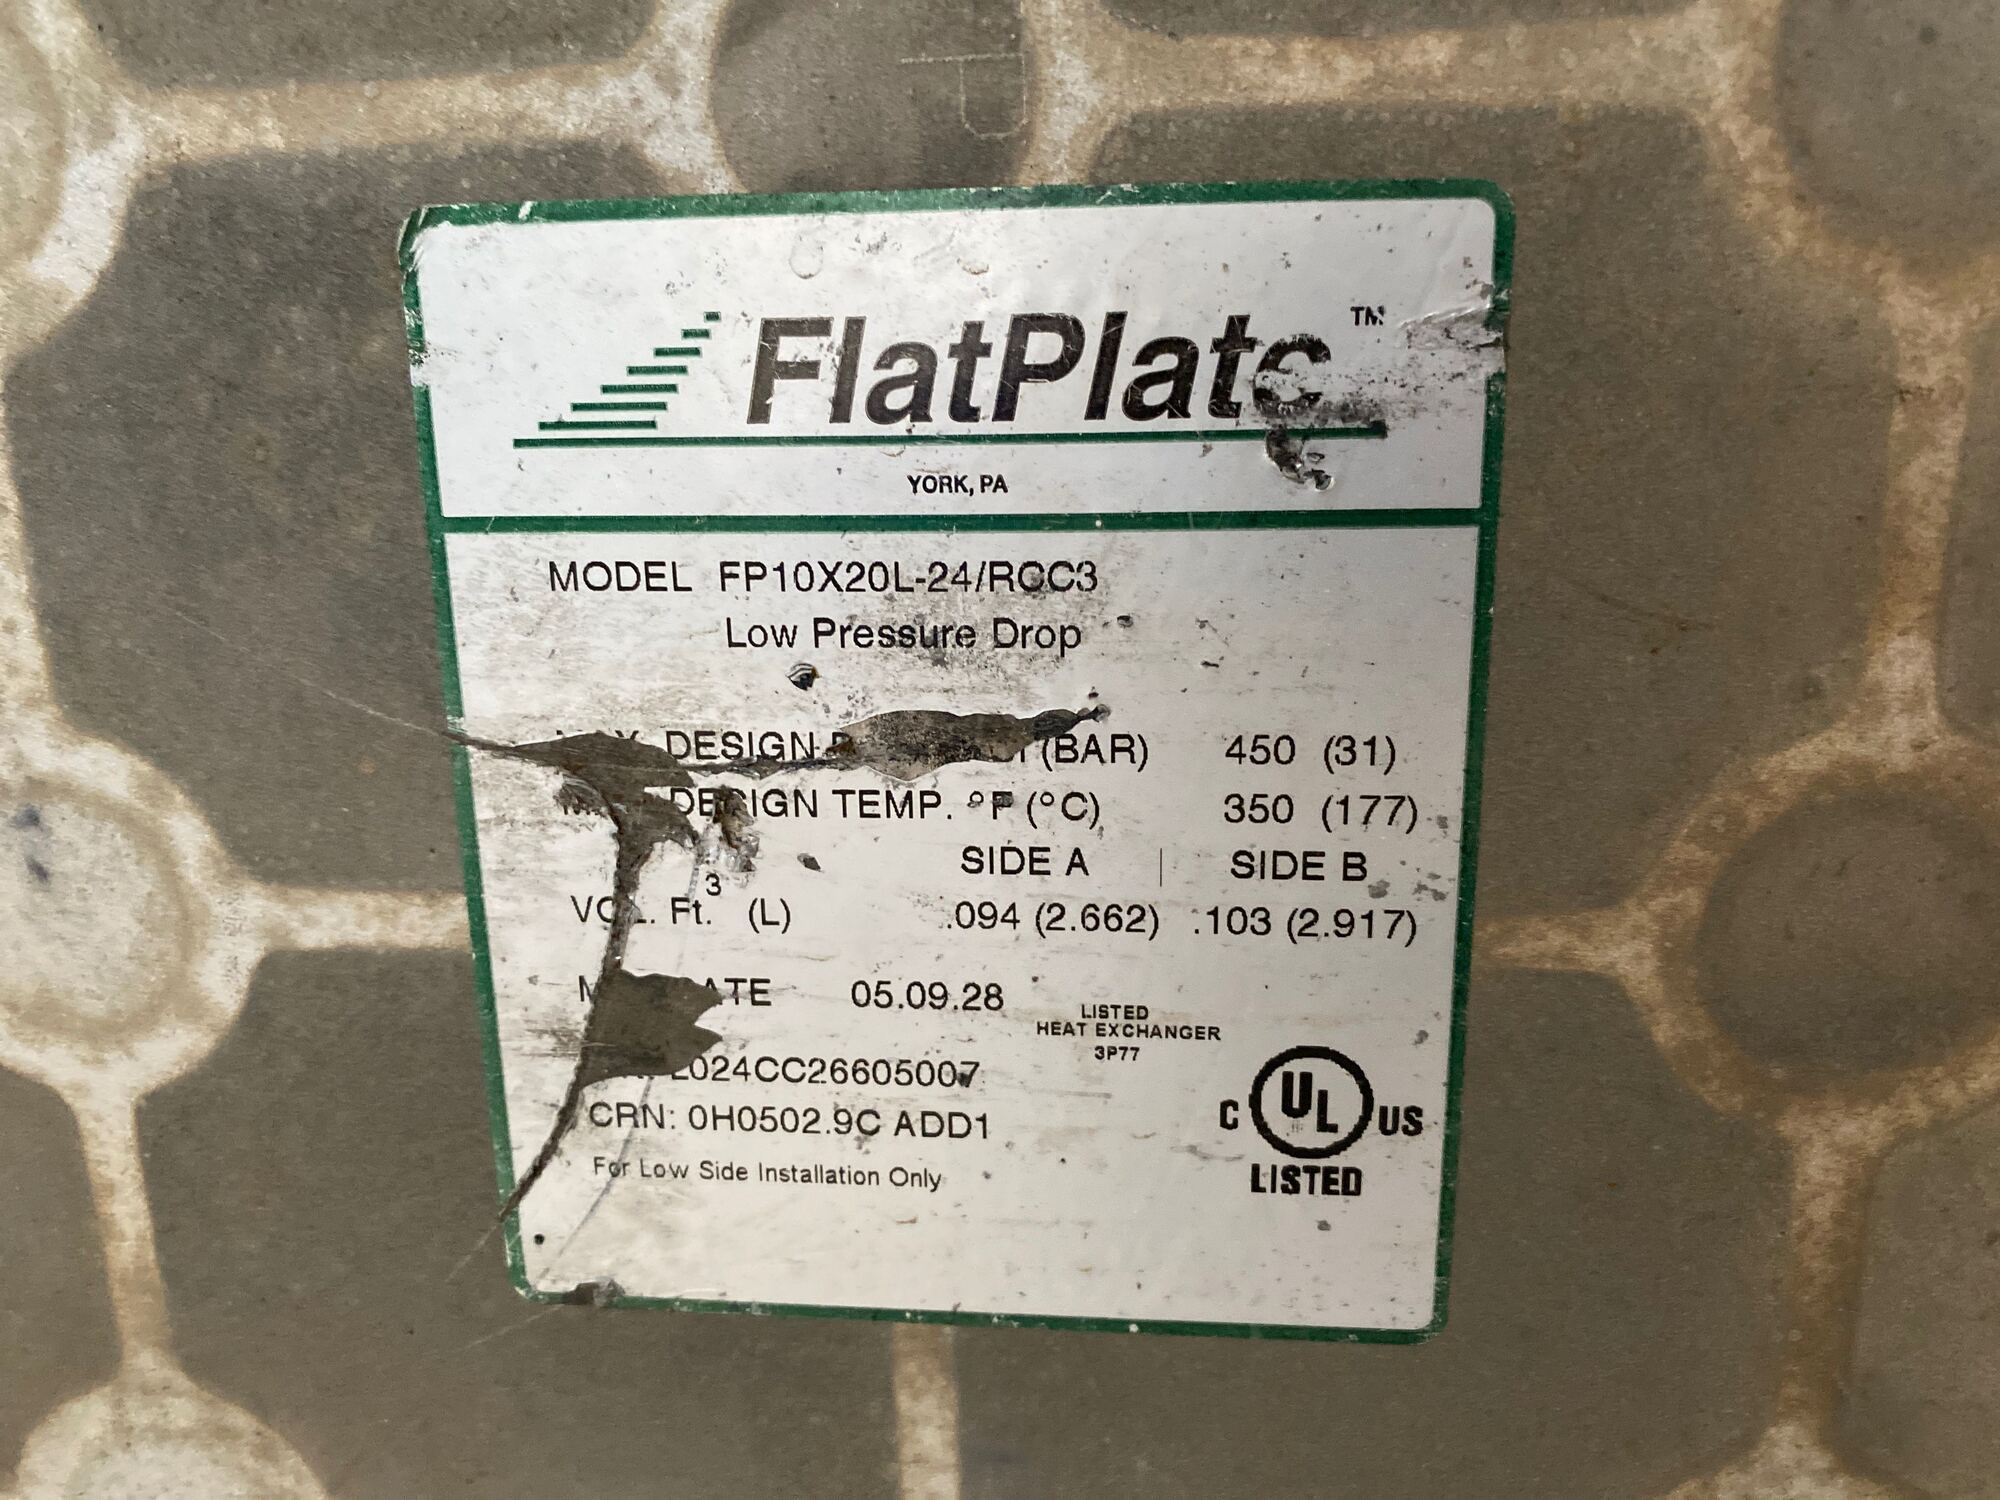 FlatPlate™
YORK, PA
MODEL FP10X20L-24/RCC3
Low Pressure Drop
DESIGN (BAR) 450 (31)
DESIGN TEMP. °F (°C) 350 (177)
SIDE A | SIDE B
VOL. Ft.³ (L) .094 (2.662) .103 (2.917)
05.09.28
LISTED
HEAT EXCHANGER
3P77
024CC26605007
CRN: 0H0502.9C ADD1
For Low Side Installation Only
C UL US
LISTED